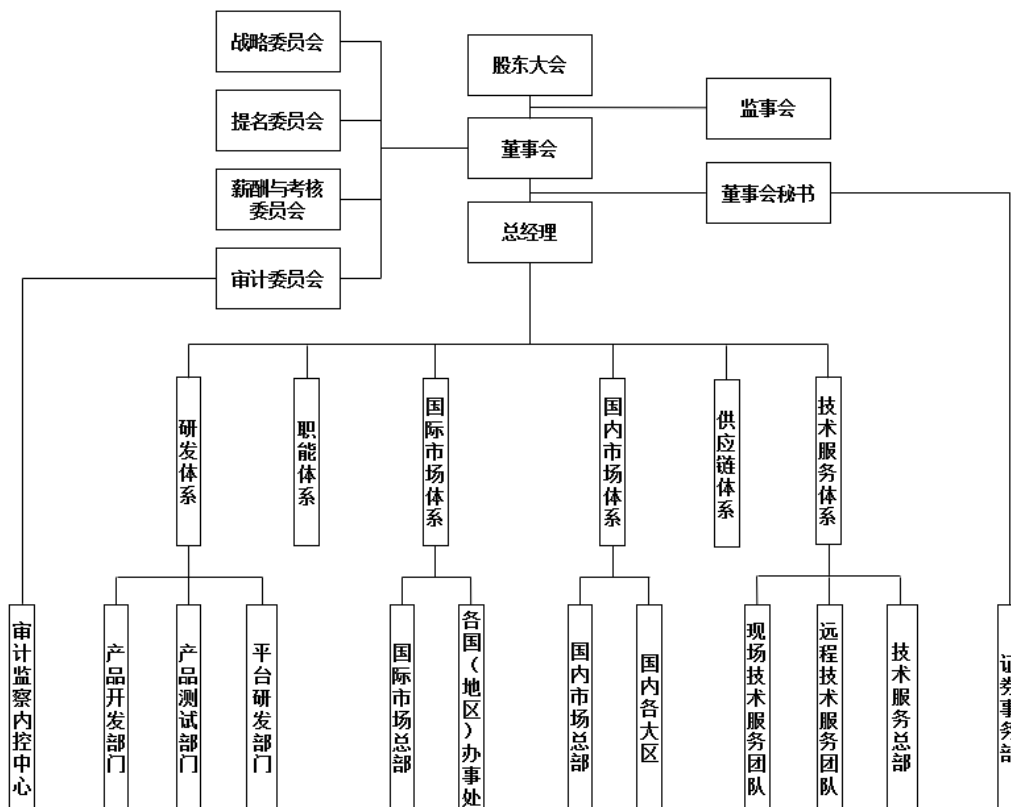 战略委员会
股东大会
监事会
提名委员会
董事会
薪酬与考核
委员会
董事会秘书
总经理
审计委员会
研发体系
职能体系
国际市场体系
国内市场体系
供应链体系
技术服务体系
审计监察内控中心
产品开发部门
产品测试部门
平台研发部门
国际市场总部
各国（地区）办事处
国内市场总部
国内各大区
现场技术服务团队
远程技术服务团队
技术服务总部
证券事务部